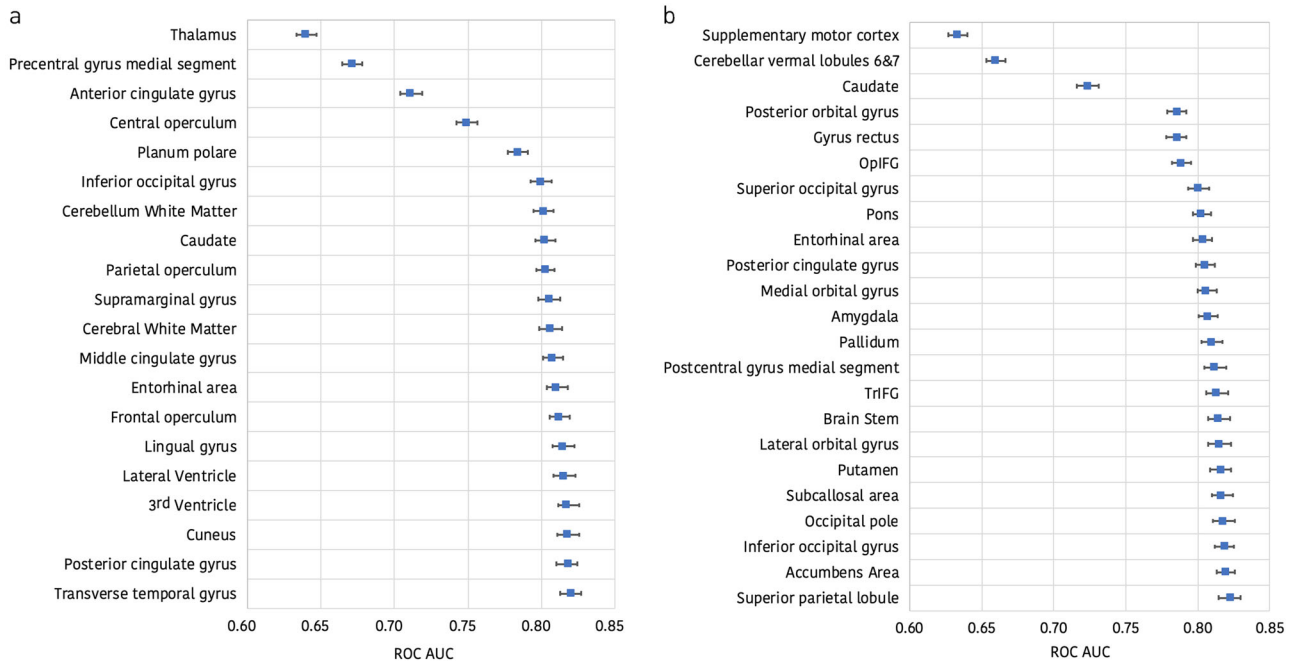 a
Thalamus
Precentral gyrus medial segment
Anterior cingulate gyrus
Central operculum
Planum polare
Inferior occipital gyrus
Cerebellum White Matter
Caudate
Parietal operculum
Supramarginal gyrus
Cerebral White Matter
Middle cingulate gyrus
Entorhinal area
Frontal operculum
Lingual gyrus
Lateral Ventricle
3rd Ventricle
Cuneus
Posterior cingulate gyrus
Transverse temporal gyrus
0.60 0.65 0.70 0.75 0.80 0.85
ROC AUC
b
Supplementary motor cortex
Cerebellar vermal lobules 6&7
Caudate
Posterior orbital gyrus
Gyrus rectus
OpIFG
Superior occipital gyrus
Pons
Entorhinal area
Posterior cingulate gyrus
Medial orbital gyrus
Amygdala
Pallidum
Postcentral gyrus medial segment
TrIFG
Brain Stem
Lateral orbital gyrus
Putamen
Subcallosal area
Occipital pole
Inferior occipital gyrus
Accumbens Area
Superior parietal lobule
0.60 0.65 0.70 0.75 0.80 0.85
ROC AUC